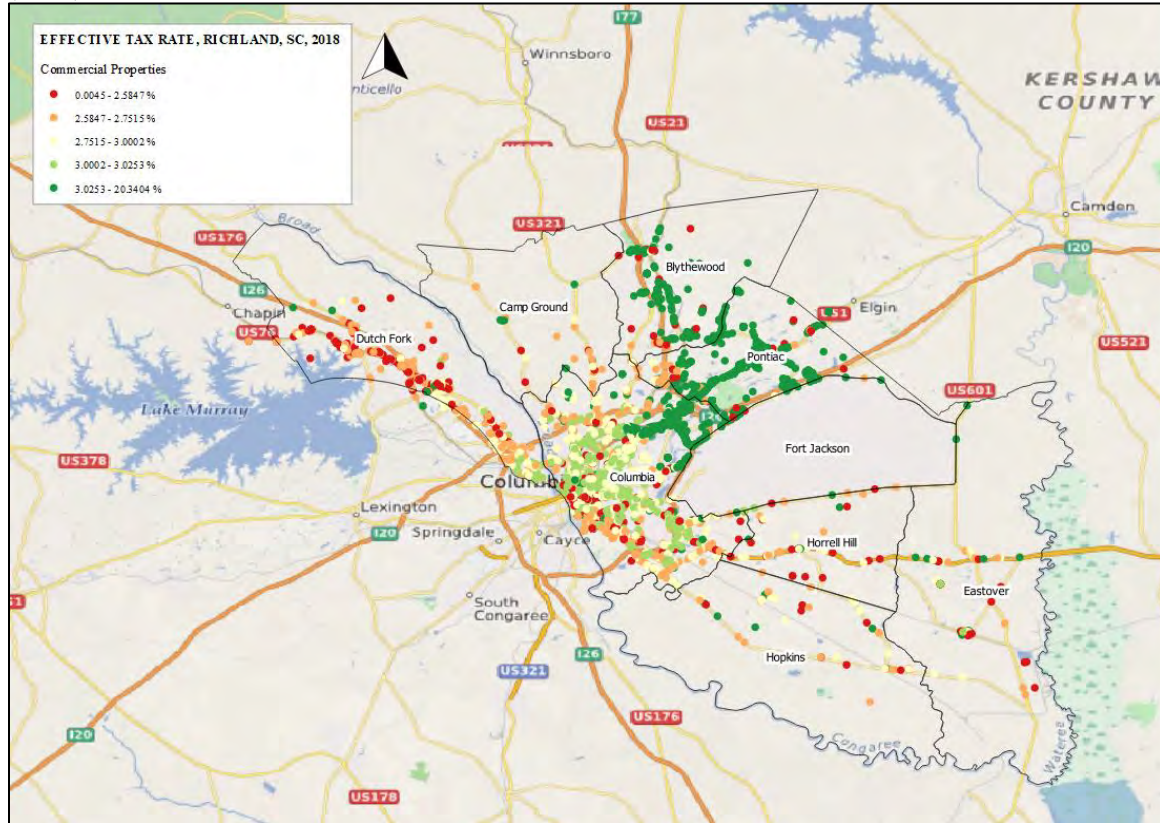 EFFECTIVE TAX RATE, RICHLAND, SC, 2018
Commercial Properties
0.0045 - 2.5847 %
2.5847 - 2.7515 %
2.7515 - 3.0002 %
3.0002 - 3.0253 %
3.0253 - 20.3404 %
I77
Winnsboro
KERSHAW
COUNTY
US21
Camden
Broad
US321
US176
I20
Blythewood
I26
Chapin
Camp Ground
Elgin
US76
Dutch Fork
Pontiac
US521
Lake Murray
US601
US378
Fort Jackson
Columbia
Lexington
Springdale
Cayce
I20
Horrell Hill
Eastover
South
Congaree
Hopkins
I26
US321
US176
Congaree
Wateree
I20
US178